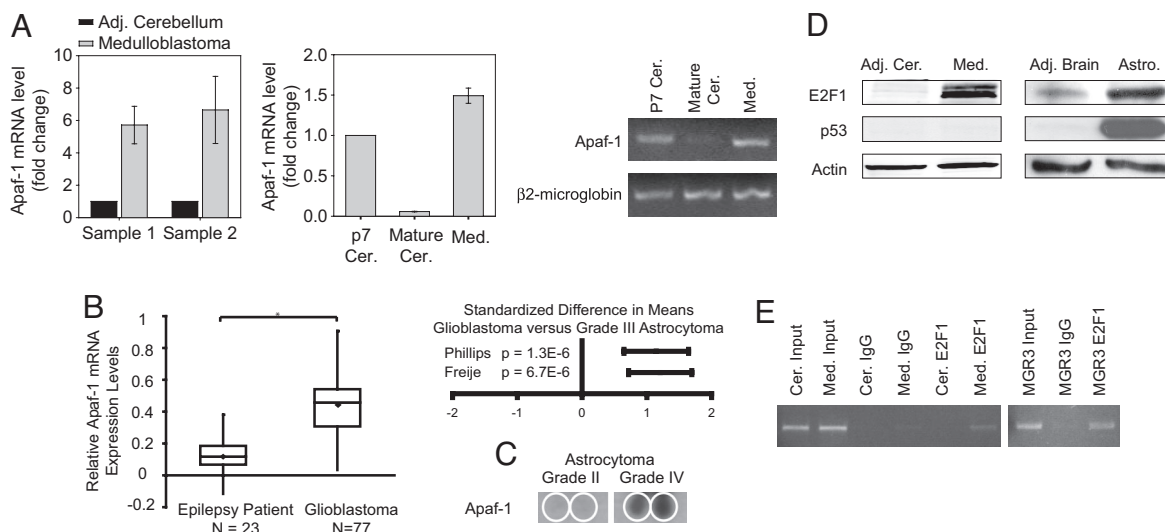 A
Adj. Cerebellum
Medulloblastoma
Apaf-1 mRNA level
(fold change)
10
8
6
4
2
0
Sample 1 Sample 2
Apaf-1 mRNA level
(fold change)
2.0
1.5
1.0
0.5
0.0
p7
Cer.
Mature
Cer.
Med.
P7 Cer.
Mature
Cer.
Med.
Apaf-1
β2-microglobin
D
Adj. Cer. Med. Adj. Brain Astro.
E2F1
p53
Actin
B
Relative Apaf-1 mRNA
Expression Levels
1
0.8
0.6
0.4
0.2
0
-0.2
*
Epilepsy Patient
N = 23
Glioblastoma
N=77
Standardized Difference in Means
Glioblastoma versus Grade III Astrocytoma
Phillips p = 1.3E-6
Freije p = 6.7E-6
-2 -1 0 1 2
C
Astrocytoma
Grade II Grade IV
Apaf-1
E
Cer. Input
Med. Input
Cer. IgG
Med. IgG
Cer. E2F1
Med. E2F1
MGR3 Input
MGR3 IgG
MGR3 E2F1